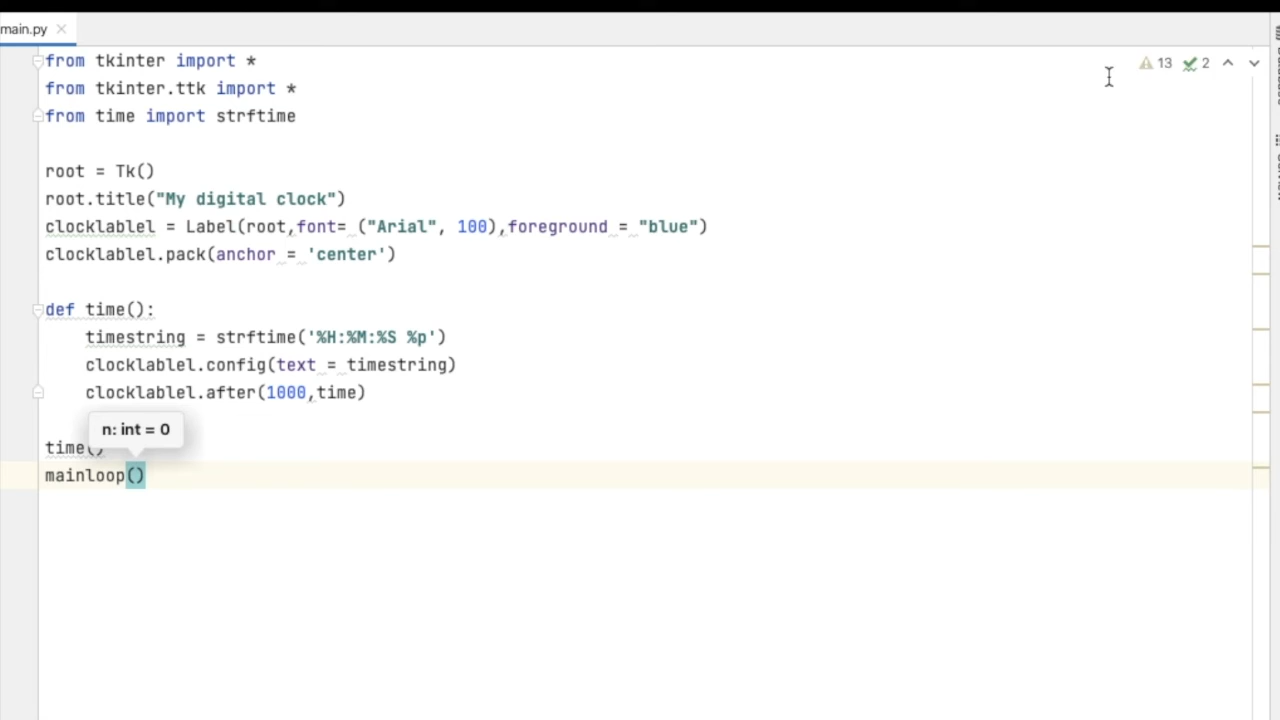 main.py
from tkinter import *
13 2
from tkinter.ttk import *
from time import strftime
root = Tk()
root.title("My digital clock")
clocklablel = Label(root,font= ("Arial", 100),foreground = "blue")
clocklablel.pack(anchor = 'center')
def time():
timestring = strftime('%H:%M:%S %p')
clocklablel.config(text = timestring)
clocklablel.after(1000,time)
n: int = 0
time()
mainloop()